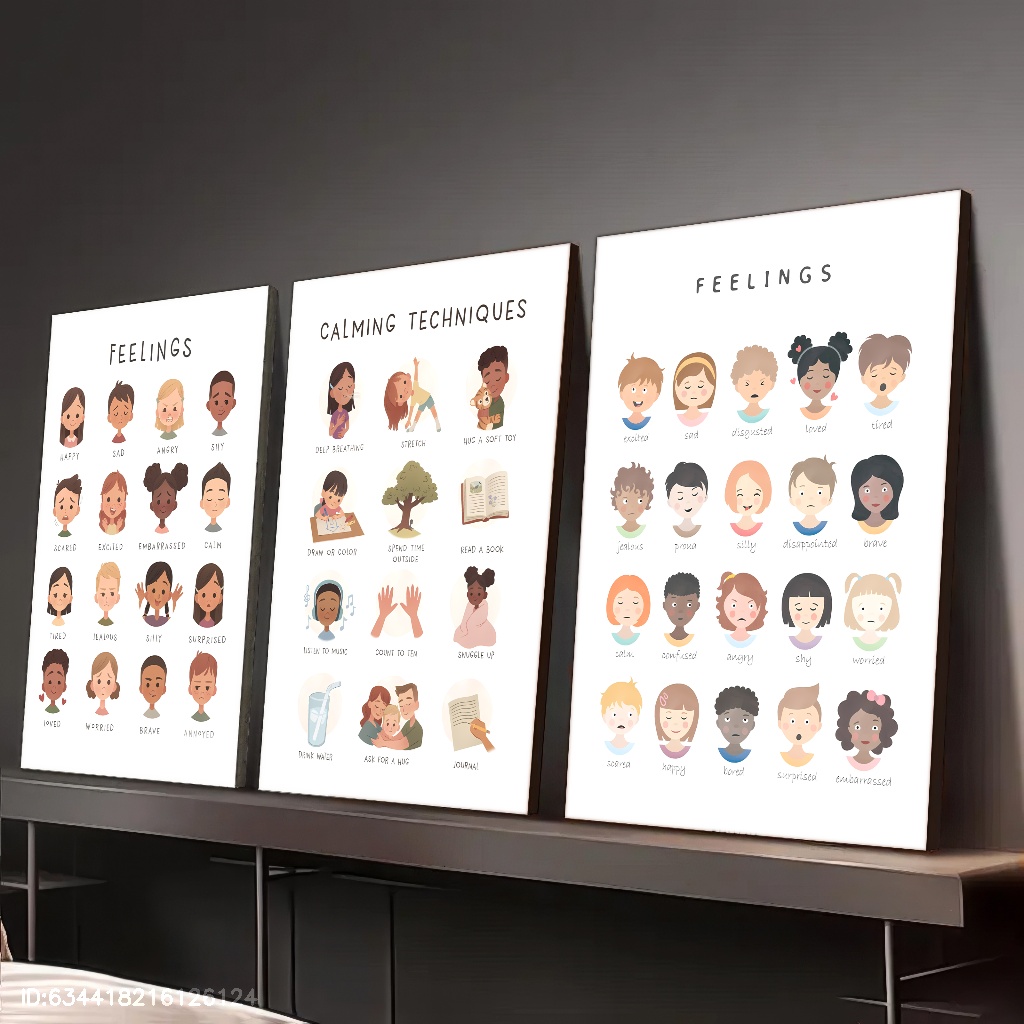 FEELINGS
HAPPY SAD ANGRY SHY
SCARED EXCITED EMBARRASSED CALM
TIRED JEALOUS SILLY SURPRISED
LOVED WORRIED BRAVE ANNOYED
CALMING TECHNIQUES
DEEP BREATHING STRETCH HUG A SOFT TOY
DRAW OR COLOR SPEND TIME OUTSIDE READ A BOOK
LISTEN TO MUSIC COUNT TO TEN SNUGGLE UP
DRINK WATER ASK FOR A HUG JOURNAL
FEELINGS
excited sad disgusted loved tired
jealous proud silly disappointed brave
calm confused angry shy worried
scared happy bored surprised embarrassed
ID:634418216126124